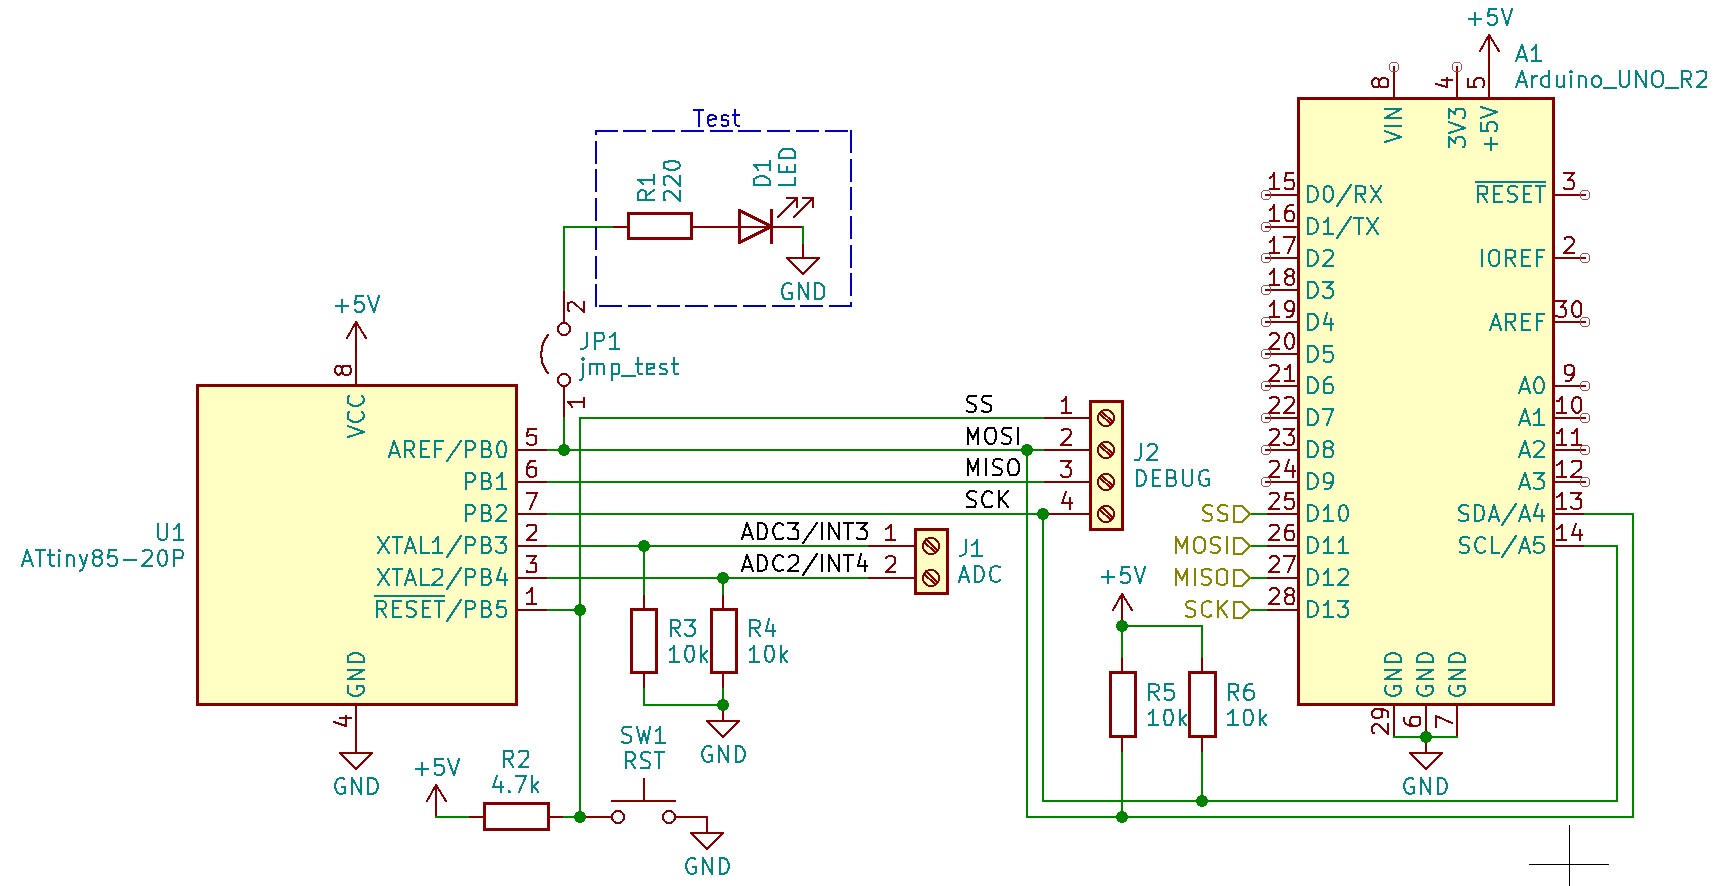 +5V
A1
Arduino_UNO_R2
8
4
5
VIN
3V3
+5V
15
D0/RX
16
D1/TX
17
D2
18
D3
19
D4
20
D5
21
D6
22
D7
23
D8
24
D9
25
D10
26
D11
27
D12
28
D13
SS
MOSI
MISO
SCK
RESET
3
IOREF
2
AREF
30
A0
9
A1
10
A2
11
A3
12
SDA/A4
13
SCL/A5
14
GND
GND
GND
29
6
7
GND
Test
R1
220
D1
LED
GND
2
JP1
jmp_test
1
+5V
8
VCC
U1
ATtiny85-20P
AREF/PB0
5
PB1
6
PB2
7
XTAL1/PB3
2
XTAL2/PB4
3
RESET/PB5
1
GND
4
GND
SS
1
MOSI
2
MISO
3
SCK
4
J2
DEBUG
ADC3/INT3
1
ADC2/INT4
2
J1
ADC
R3
10k
R4
10k
GND
+5V
R2
4.7k
SW1
RST
GND
+5V
R5
10k
R6
10k